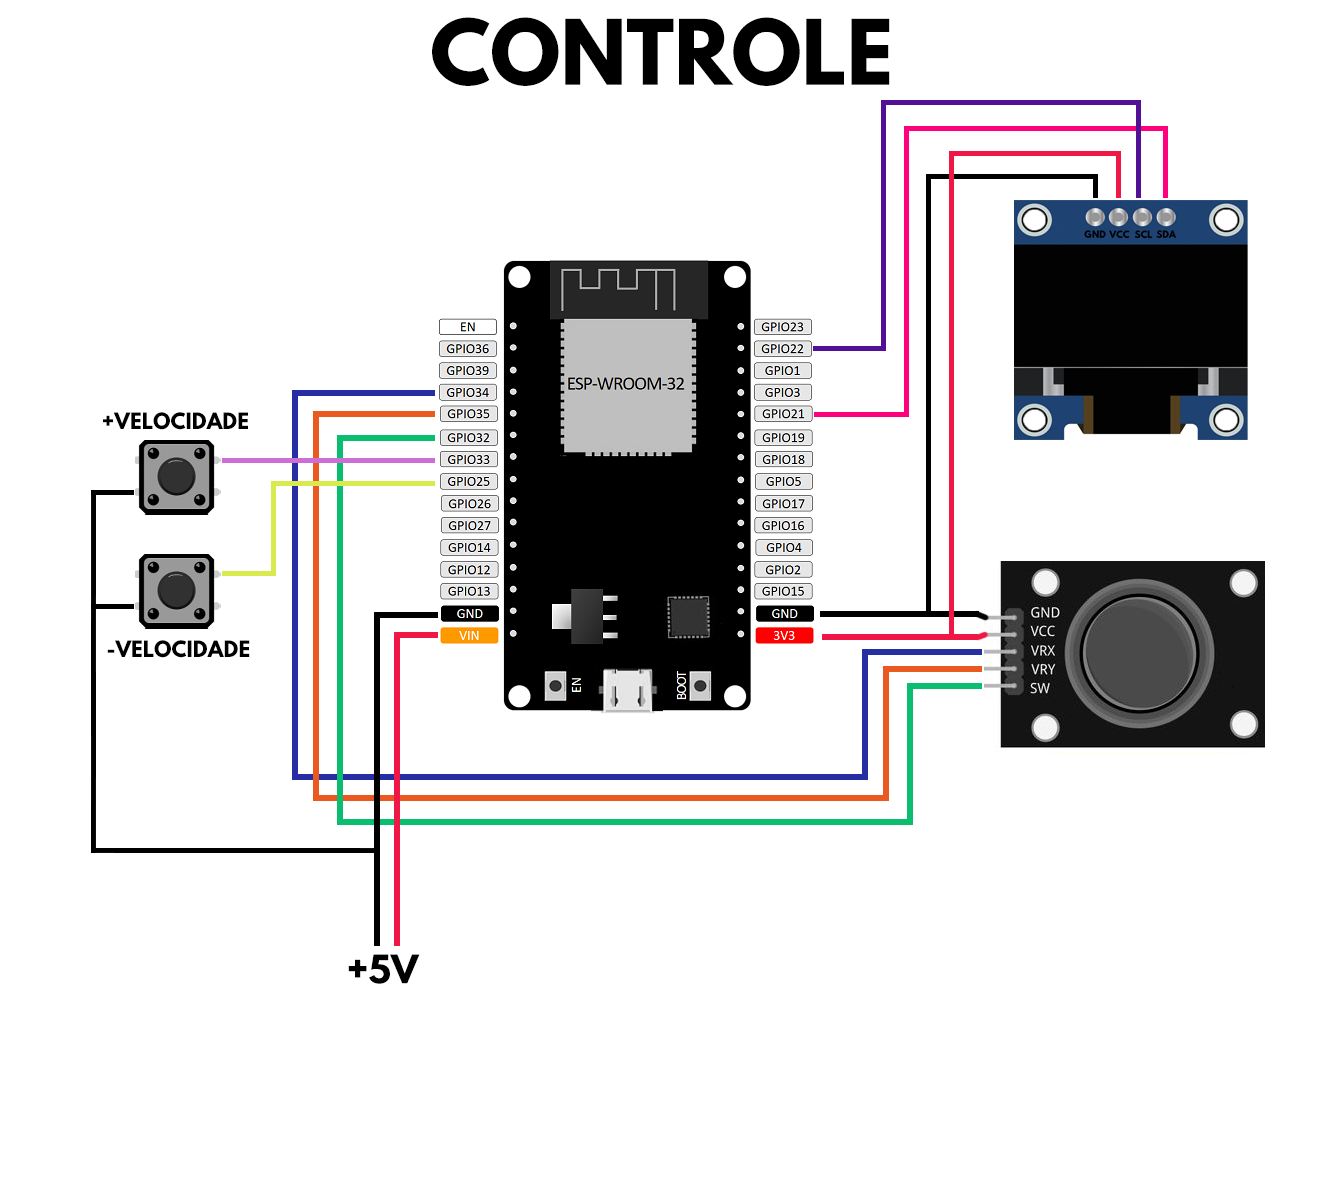 CONTROLE
GND VCC SCL SDA
ESP-WROOM-32
EN
GPIO36
GPIO39
GPIO34
GPIO35
GPIO32
GPIO33
GPIO25
GPIO26
GPIO27
GPIO14
GPIO12
GPIO13
GND
VIN
GPIO23
GPIO22
GPIO1
GPIO3
GPIO21
GPIO19
GPIO18
GPIO5
GPIO17
GPIO16
GPIO4
GPIO2
GPIO15
GND
3V3
EN
BOOT
+VELOCIDADE
-VELOCIDADE
GND
VCC
VRX
VRY
SW
+5V